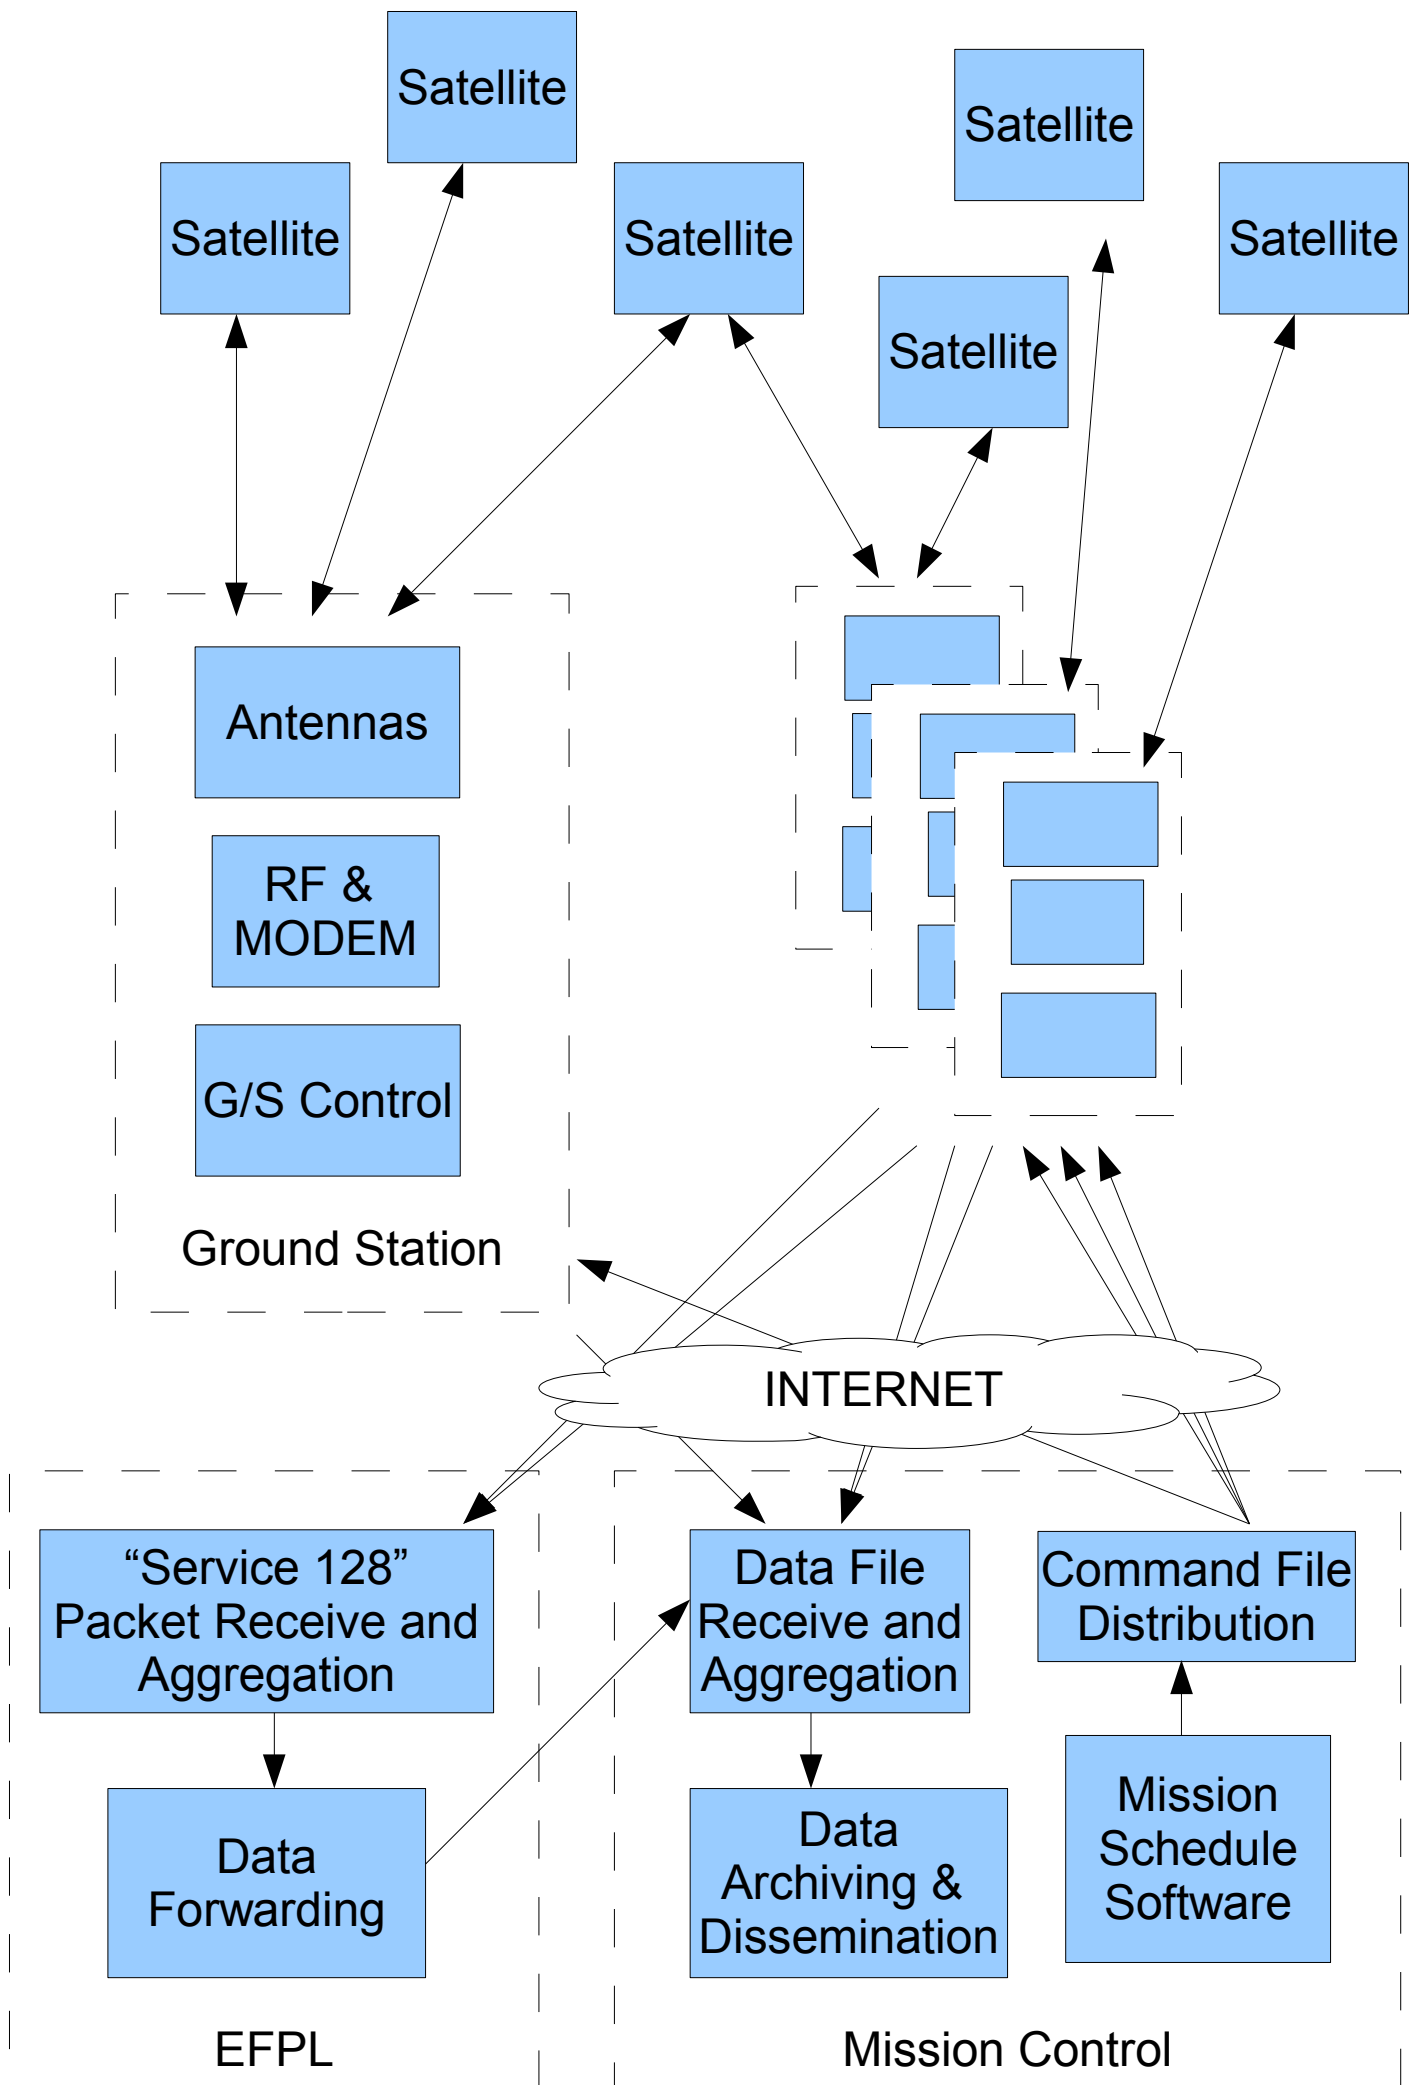 Satellite
Satellite
Satellite
Satellite
Satellite
Satellite
Antennas
RF &
MODEM
G/S Control
Ground Station
INTERNET
“Service 128”
Packet Receive and
Aggregation
Data File
Receive and
Aggregation
Command File
Distribution
Data
Forwarding
Data
Archiving &
Dissemination
Mission
Schedule
Software
EFPL
Mission Control